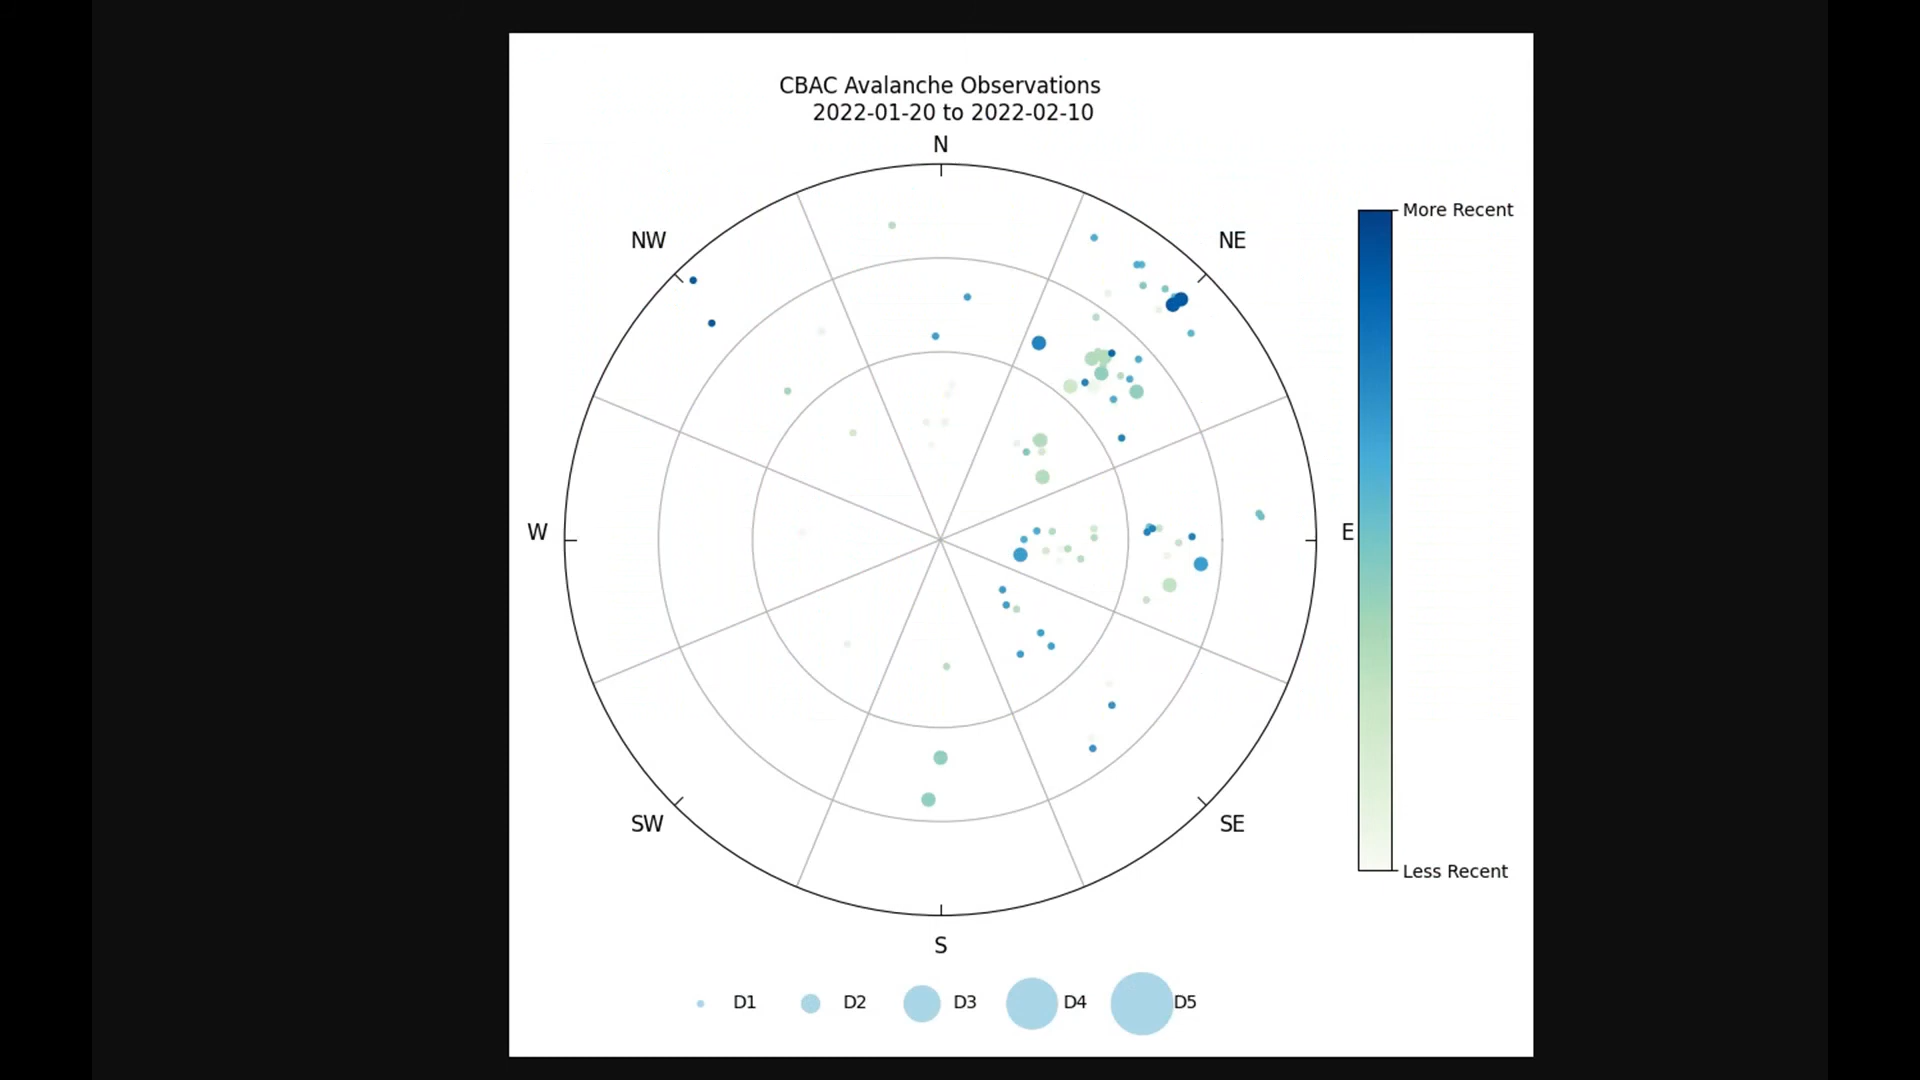 CBAC Avalanche Observations
2022-01-20 to 2022-02-10
N
NW
NE
More Recent
W
E
SW
SE
Less Recent
S
D1 D2 D3 D4 D5